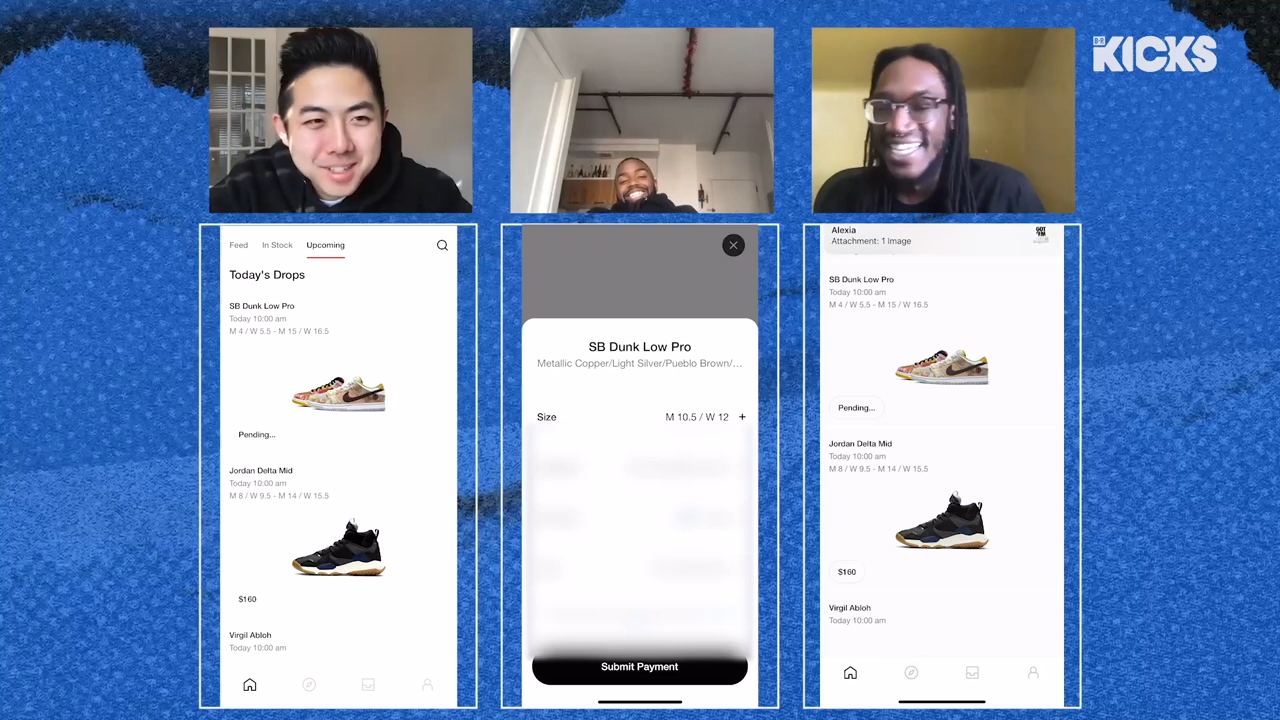 B/R
KICKS
Feed In Stock Upcoming
Today's Drops
SB Dunk Low Pro
Today 10:00 am
M 4 / W 5.5 - M 15 / W 16.5
Pending...
Jordan Delta Mid
Today 10:00 am
M 8 / W 9.5 - M 14 / W 15.5
$160
Virgil Abloh
Today 10:00 am
SB Dunk Low Pro
Metallic Copper/Light Silver/Pueblo Brown/...
Size M 10.5 / W 12 +
Submit Payment
Alexia
Attachment: 1 Image
GOT
'EM
SB Dunk Low Pro
Today 10:00 am
M 4 / W 5.5 - M 15 / W 16.5
Pending...
Jordan Delta Mid
Today 10:00 am
M 8 / W 9.5 - M 14 / W 15.5
$160
Virgil Abloh
Today 10:00 am